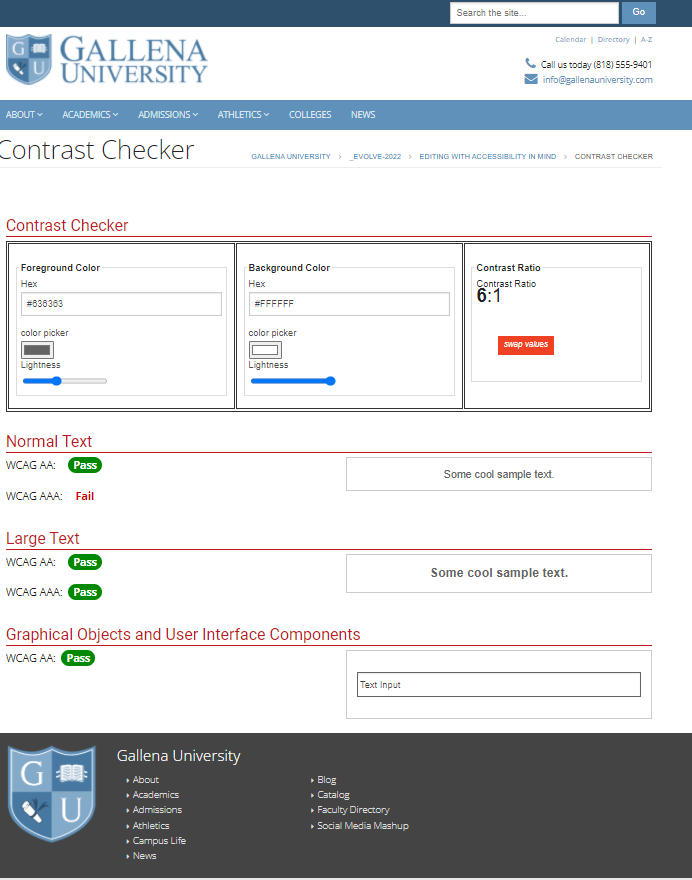 Search the site...
Go
Calendar | Directory | A-Z
G U
GALLENA
UNIVERSITY
Call us today (818) 555-9401
info@gallenauniversity.com
ABOUT ACADEMICS ADMISSIONS ATHLETICS COLLEGES NEWS
Contrast Checker
GALLENA UNIVERSITY › _EVOLVE-2022 › EDITING WITH ACCESSIBILITY IN MIND › CONTRAST CHECKER
Contrast Checker
Foreground Color
Hex
#636363
color picker
Lightness
Background Color
Hex
#FFFFFF
color picker
Lightness
Contrast Ratio
Contrast Ratio
6:1
swap values
Normal Text
WCAG AA: Pass
Some cool sample text.
WCAG AAA: Fail
Large Text
WCAG AA: Pass
Some cool sample text.
WCAG AAA: Pass
Graphical Objects and User Interface Components
WCAG AA: Pass
Text Input
G
U
Gallena University
About
Academics
Admissions
Athletics
Campus Life
News
Blog
Catalog
Faculty Directory
Social Media Mashup